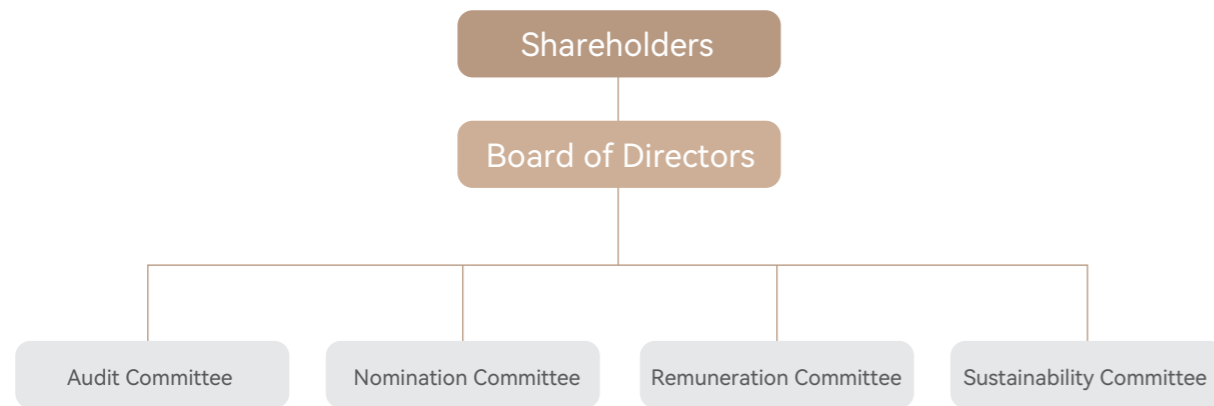 Shareholders
Board of Directors
Audit Committee
Nomination Committee
Remuneration Committee
Sustainability Committee